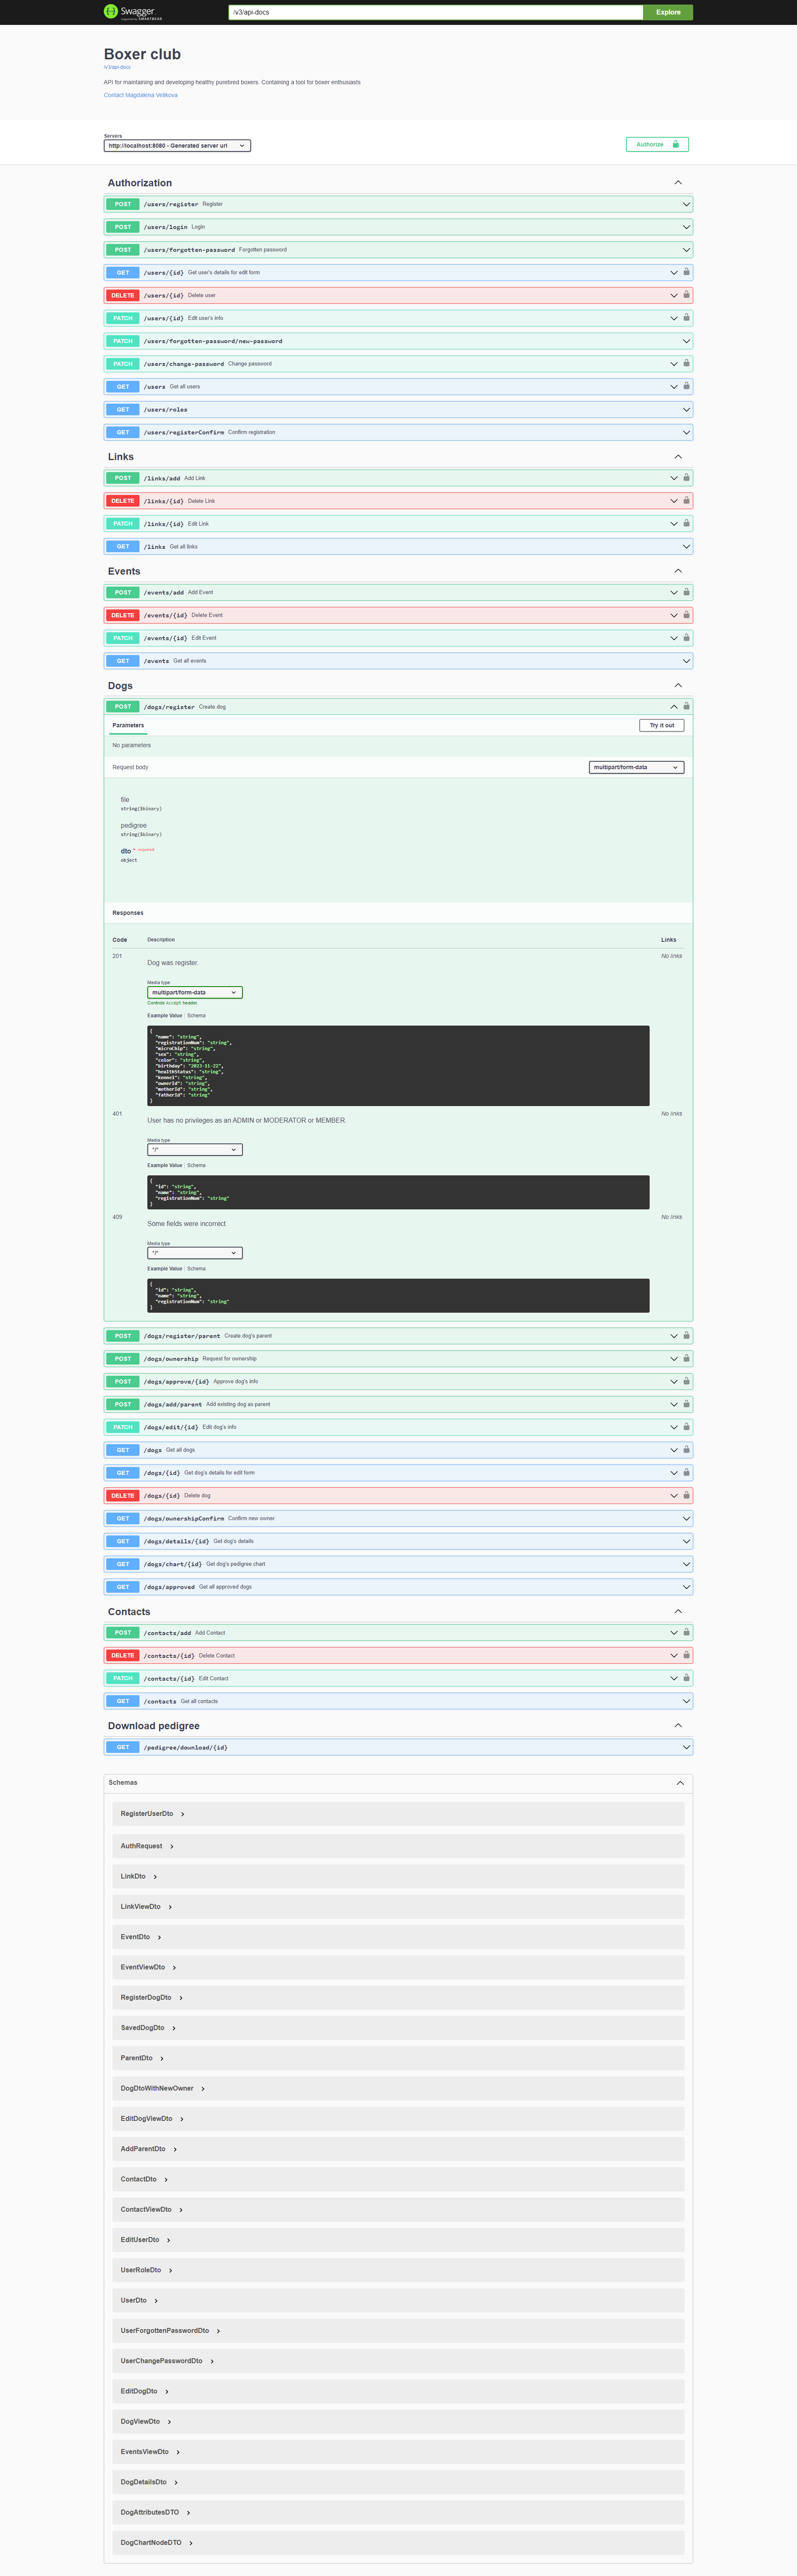 Swagger
Supported by SMARTBEAR
/v3/api-docs
Explore
Boxer club
/v3/api-docs
API for maintaining and developing healthy purebred boxers. Containing a tool for boxer enthusiasts
Contact Magdalena Velikova
Servers
http://localhost:8080 - Generated server url
Authorize
Authorization
POST /users/register Register
POST /users/login Login
POST /users/forgotten-password Forgotten password
GET /users/{id} Get user's details for edit form
DELETE /users/{id} Delete user
PATCH /users/{id} Edit user's info
PATCH /users/forgotten-password/new-password
PATCH /users/change-password Change password
GET /users Get all users
GET /users/roles
GET /users/registerConfirm Confirm registration
Links
POST /links/add Add Link
DELETE /links/{id} Delete Link
PATCH /links/{id} Edit Link
GET /links Get all links
Events
POST /events/add Add Event
DELETE /events/{id} Delete Event
PATCH /events/{id} Edit Event
GET /events Get all events
Dogs
POST /dogs/register Create dog
Parameters Try it out
No parameters
Request body multipart/form-data
file
string($binary)
pedigree
string($binary)
dto * required
object
Responses
Code Description Links
201 No links
Dog was register.
Media type
multipart/form-data
Controls Accept header.
Example Value Schema
{
"name": "string",
"registrationNum": "string",
"microChip": "string",
"sex": "string",
"color": "string",
"birthday": "2023-11-22",
"healthStatus": "string",
"kennel": "string",
"ownerId": "string",
"motherId": "string",
"fatherId": "string"
}
401 No links
User has no privileges as an ADMIN or MODERATOR or MEMBER.
Media type
*/*
Example Value Schema
{
"id": "string",
"name": "string",
"registrationNum": "string"
}
409 No links
Some fields were incorrect.
Media type
*/*
Example Value Schema
{
"id": "string",
"name": "string",
"registrationNum": "string"
}
POST /dogs/register/parent Create dog's parent
POST /dogs/ownership Request for ownership
POST /dogs/approve/{id} Approve dog's info
POST /dogs/add/parent Add existing dog as parent
PATCH /dogs/edit/{id} Edit dog's info
GET /dogs Get all dogs
GET /dogs/{id} Get dog's details for edit form
DELETE /dogs/{id} Delete dog
GET /dogs/ownershipConfirm Confirm new owner
GET /dogs/details/{id} Get dog's details
GET /dogs/chart/{id} Get dog's pedigree chart
GET /dogs/approved Get all approved dogs
Contacts
POST /contacts/add Add Contact
DELETE /contacts/{id} Delete Contact
PATCH /contacts/{id} Edit Contact
GET /contacts Get all contacts
Download pedigree
GET /pedigree/download/{id}
Schemas
RegisterUserDto
AuthRequest
LinkDto
LinkViewDto
EventDto
EventViewDto
RegisterDogDto
SavedDogDto
ParentDto
DogDtoWithNewOwner
EditDogViewDto
AddParentDto
ContactDto
ContactViewDto
EditUserDto
UserRoleDto
UserDto
UserForgottenPasswordDto
UserChangePasswordDto
EditDogDto
DogViewDto
EventsViewDto
DogDetailsDto
DogAttributesDTO
DogChartNodeDTO